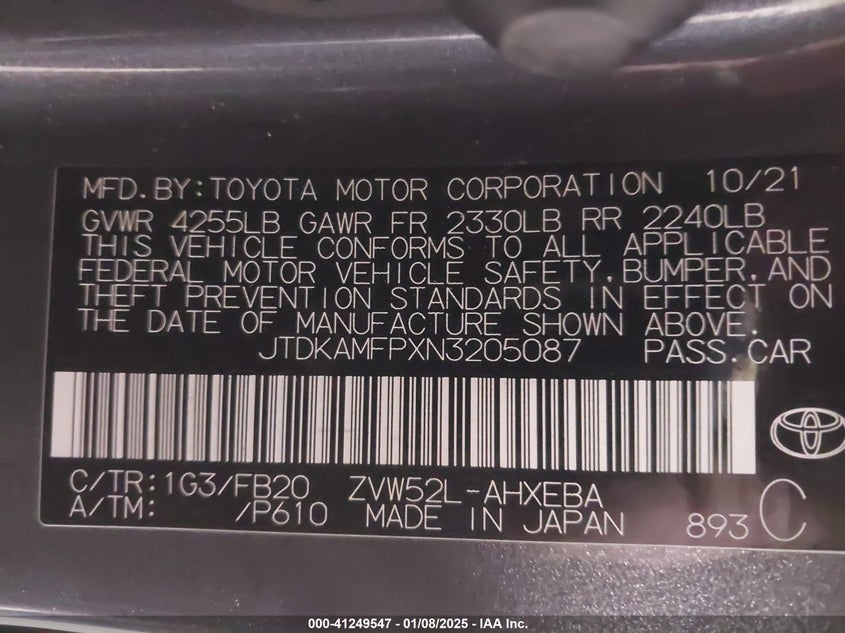 MFD.BY:TOYOTA MOTOR CORPORATION 10/21
GVWR 4255LB GAWR FR 2330LB RR 2240LB
THIS VEHICLE CONFORMS TO ALL APPLICABLE
FEDERAL MOTOR VEHICLE SAFETY,BUMPER,AND
THEFT PREVENTION STANDARDS IN EFFECT ON
THE DATE OF MANUFACTURE SHOWN ABOVE.
JTDKAMFPXN3205087 PASS.CAR
C/TR:1G3/FB20 ZVW52L-AHXEBA
A/TM: /P610 MADE IN JAPAN 893 C
000-41249547 - 01/08/2025 - IAA Inc.